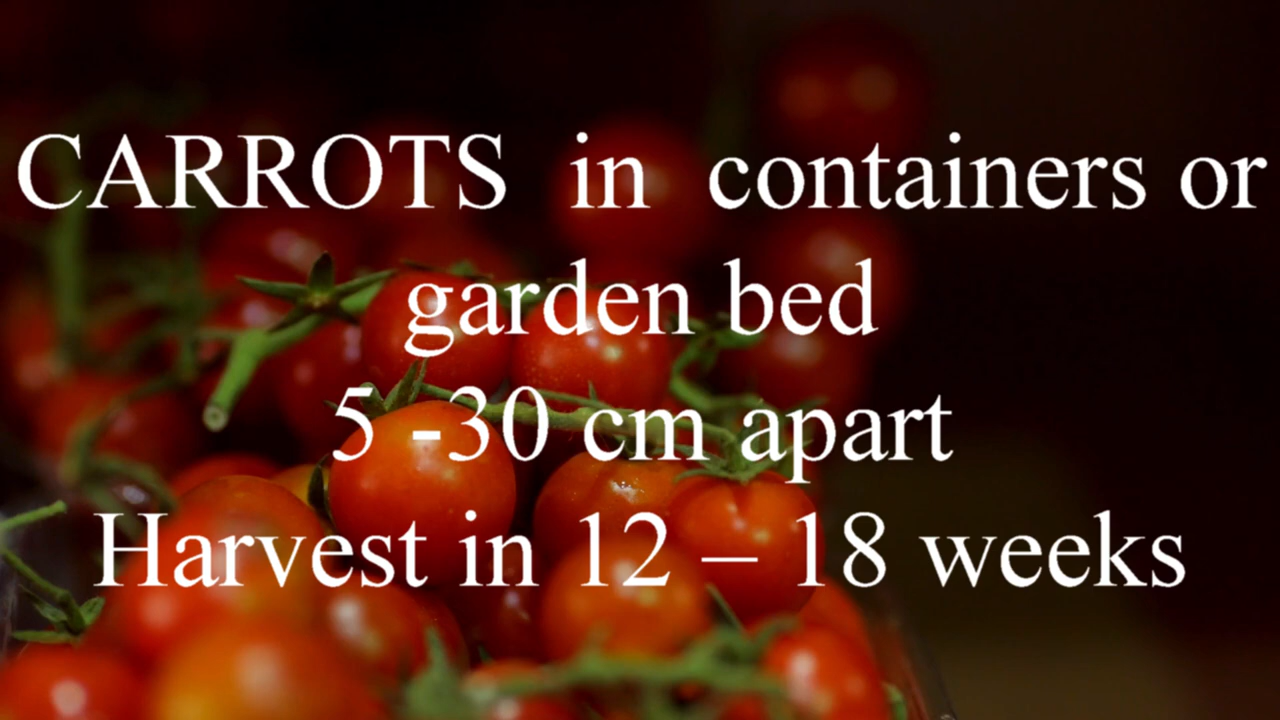 CARROTS in containers or
garden bed
5 -30 cm apart
Harvest in 12 – 18 weeks